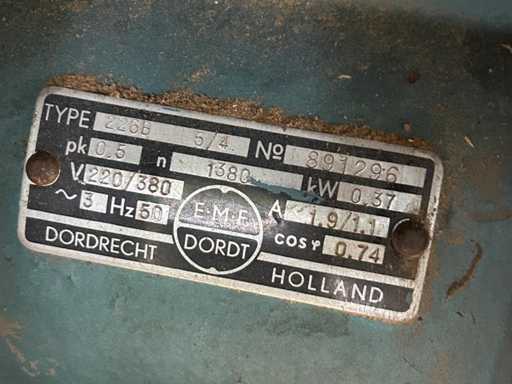 TYPE 226B 5/4 No 891296
pk 0.5 n 1380 kW 0.37
V. 220/380 A 1.9/1.1
~ 3 Hz 50 cos φ 0.74
E·M·F
DORDT
DORDRECHT HOLLAND